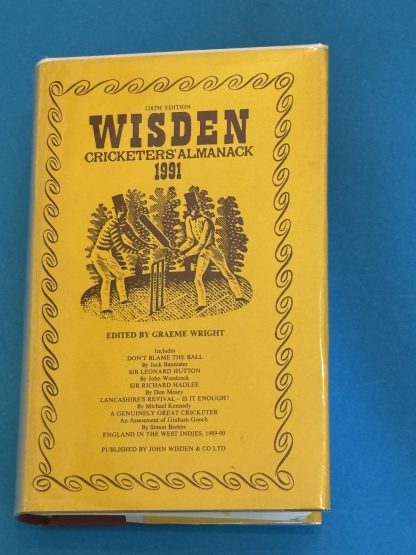 128TH EDITION
WISDEN
CRICKETERS' ALMANACK
1991
EDITED BY GRAEME WRIGHT
Includes
DON'T BLAME THE BALL
By Jack Bannister
SIR LEONARD HUTTON
By John Woodcock
SIR RICHARD HADLEE
By Don Mosey
LANCASHIRE'S REVIVAL – IS IT ENOUGH?
By Michael Kennedy
A GENUINELY GREAT CRICKETER
An Assessment of Graham Gooch
By Simon Barnes
ENGLAND IN THE WEST INDIES, 1989-90
PUBLISHED BY JOHN WISDEN & CO LTD